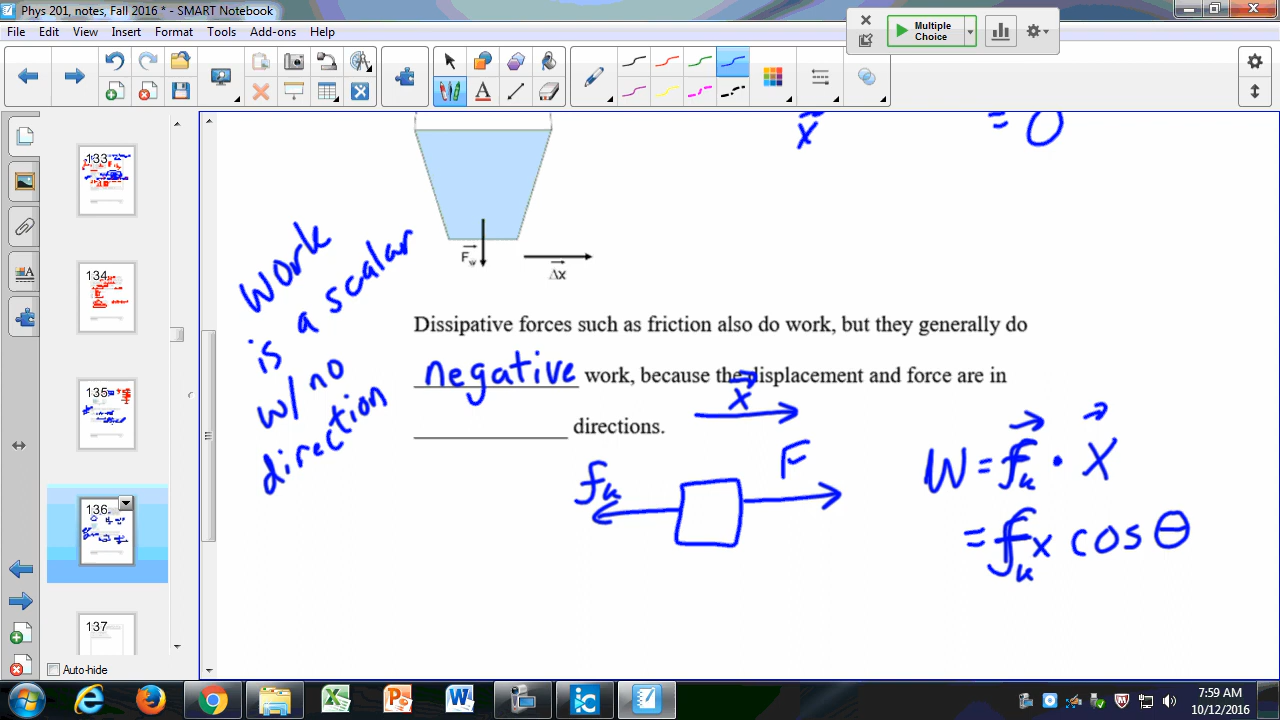 Phys 201, notes, Fall 2016 * - SMART Notebook
File Edit View Insert Format Tools Add-ons Help
Multiple
Choice
133
134
135
136
137
Auto-hide
x
= 0
F w
Δx
Work
is a scalar
w/ no
direction
Dissipative forces such as friction also do work, but they generally do
negative work, because the displacement and force are in
x
directions.
f k
F
W = f k · x
= f k x cos θ
7:59 AM
10/12/2016